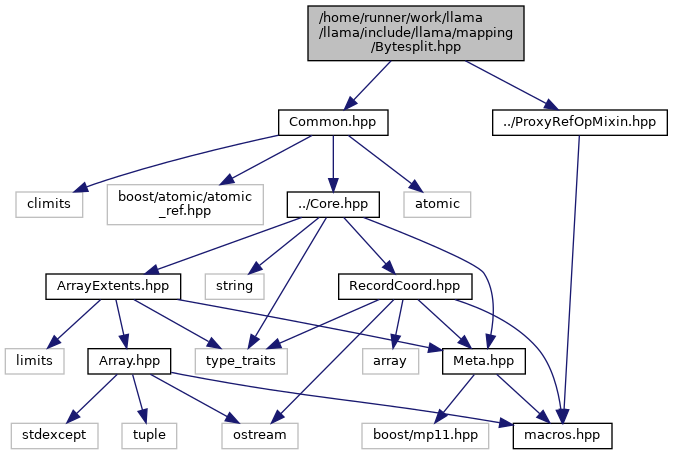 /home/runner/work/llama
/llama/include/llama/mapping
/Bytesplit.hpp
Common.hpp
../ProxyRefOpMixin.hpp
climits
boost/atomic/atomic
_ref.hpp
../Core.hpp
atomic
ArrayExtents.hpp
string
RecordCoord.hpp
limits
Array.hpp
type_traits
array
Meta.hpp
stdexcept
tuple
ostream
boost/mp11.hpp
macros.hpp